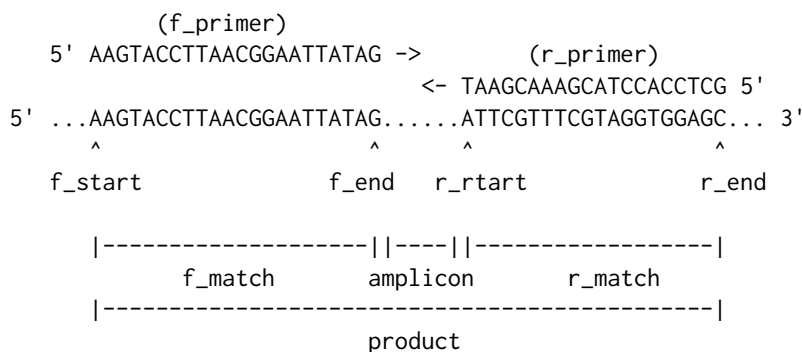 (f_primer)
5' AAGTACCTTAACGGAATTATAG -> (r_primer)
<- TAAGCAAAGCATCCACCTCG 5'
5' ...AAGTACCTTAACGGAATTATAG......ATTCGTTTCGTAGGTGGAGC... 3'
^ ^ ^ ^
f_start f_end r_rtart r_end
|---------------------||----||------------------|
f_match amplicon r_match
|----------------------------------------------|
product